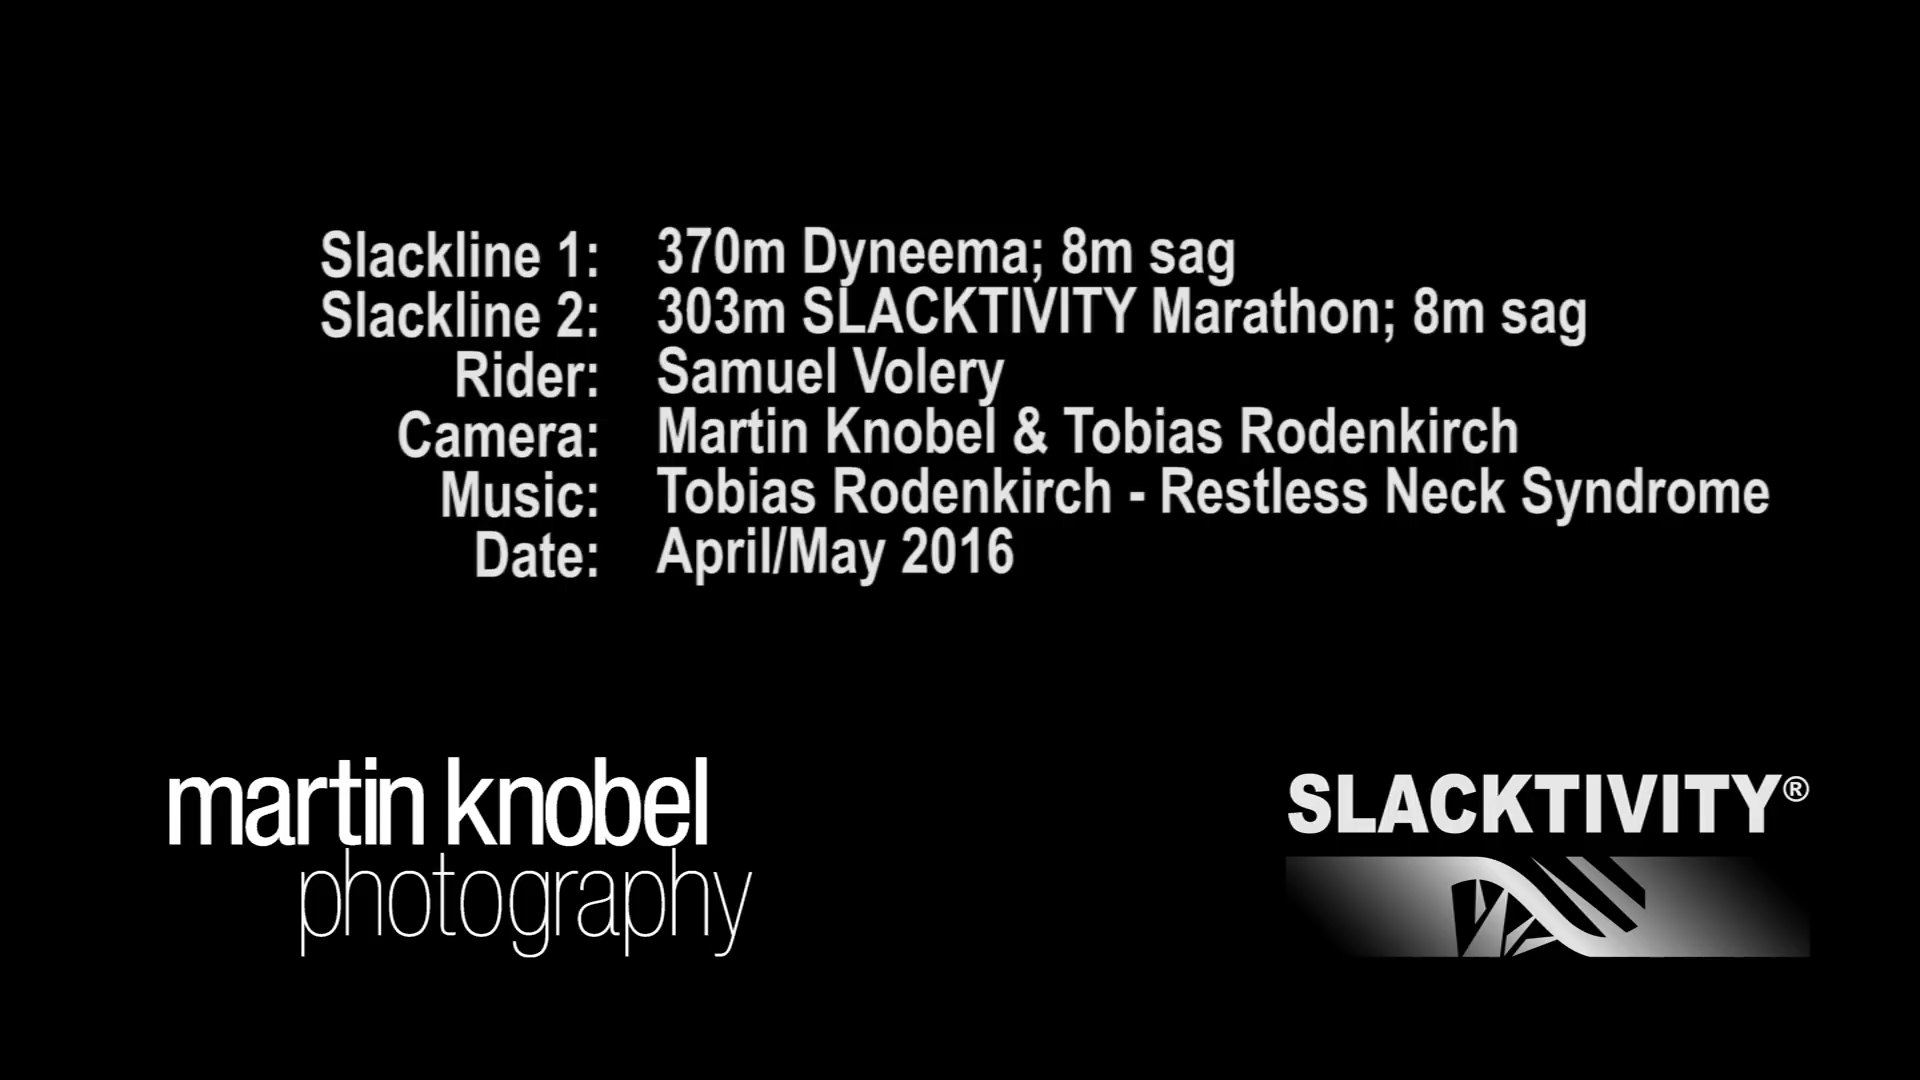 Slackline 1: 370m Dyneema; 8m sag
Slackline 2: 303m SLACKTIVITY Marathon; 8m sag
Rider: Samuel Volery
Camera: Martin Knobel & Tobias Rodenkirch
Music: Tobias Rodenkirch - Restless Neck Syndrome
Date: April/May 2016
martin knobel
photography
SLACKTIVITY®